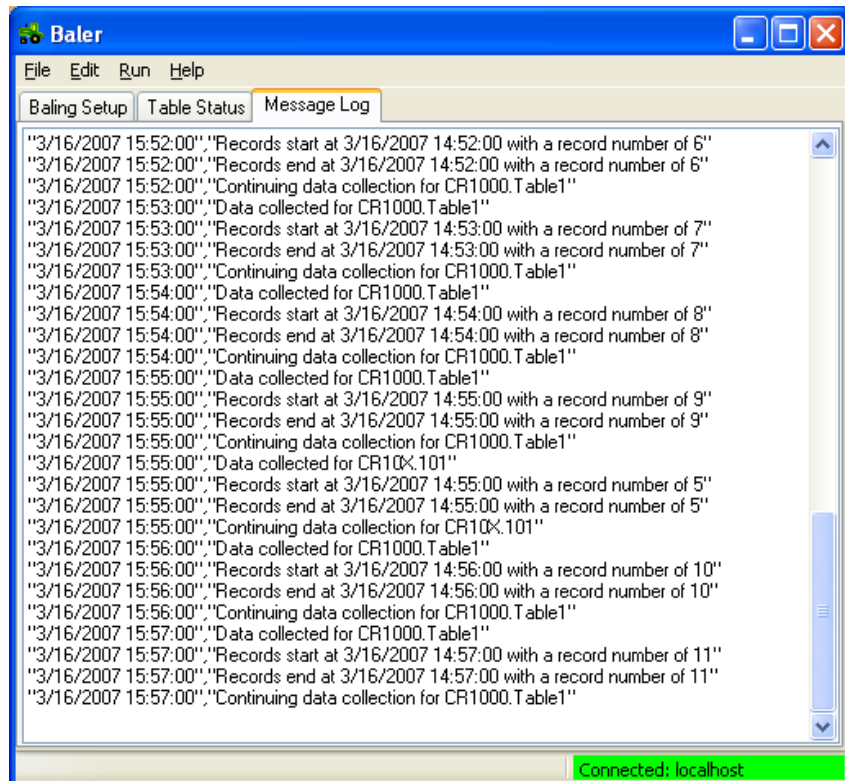 Baler
File Edit Run Help
Baling Setup Table Status Message Log
"3/16/2007 15:52:00","Records start at 3/16/2007 14:52:00 with a record number of 6"
"3/16/2007 15:52:00","Records end at 3/16/2007 14:52:00 with a record number of 6"
"3/16/2007 15:52:00","Continuing data collection for CR1000.Table1"
"3/16/2007 15:53:00","Data collected for CR1000.Table1"
"3/16/2007 15:53:00","Records start at 3/16/2007 14:53:00 with a record number of 7"
"3/16/2007 15:53:00","Records end at 3/16/2007 14:53:00 with a record number of 7"
"3/16/2007 15:53:00","Continuing data collection for CR1000.Table1"
"3/16/2007 15:54:00","Data collected for CR1000.Table1"
"3/16/2007 15:54:00","Records start at 3/16/2007 14:54:00 with a record number of 8"
"3/16/2007 15:54:00","Records end at 3/16/2007 14:54:00 with a record number of 8"
"3/16/2007 15:54:00","Continuing data collection for CR1000.Table1"
"3/16/2007 15:55:00","Data collected for CR1000.Table1"
"3/16/2007 15:55:00","Records start at 3/16/2007 14:55:00 with a record number of 9"
"3/16/2007 15:55:00","Records end at 3/16/2007 14:55:00 with a record number of 9"
"3/16/2007 15:55:00","Continuing data collection for CR1000.Table1"
"3/16/2007 15:55:00","Data collected for CR10X.101"
"3/16/2007 15:55:00","Records start at 3/16/2007 14:55:00 with a record number of 5"
"3/16/2007 15:55:00","Records end at 3/16/2007 14:55:00 with a record number of 5"
"3/16/2007 15:55:00","Continuing data collection for CR10X.101"
"3/16/2007 15:56:00","Data collected for CR1000.Table1"
"3/16/2007 15:56:00","Records start at 3/16/2007 14:56:00 with a record number of 10"
"3/16/2007 15:56:00","Records end at 3/16/2007 14:56:00 with a record number of 10"
"3/16/2007 15:56:00","Continuing data collection for CR1000.Table1"
"3/16/2007 15:57:00","Data collected for CR1000.Table1"
"3/16/2007 15:57:00","Records start at 3/16/2007 14:57:00 with a record number of 11"
"3/16/2007 15:57:00","Records end at 3/16/2007 14:57:00 with a record number of 11"
"3/16/2007 15:57:00","Continuing data collection for CR1000.Table1"
Connected: localhost